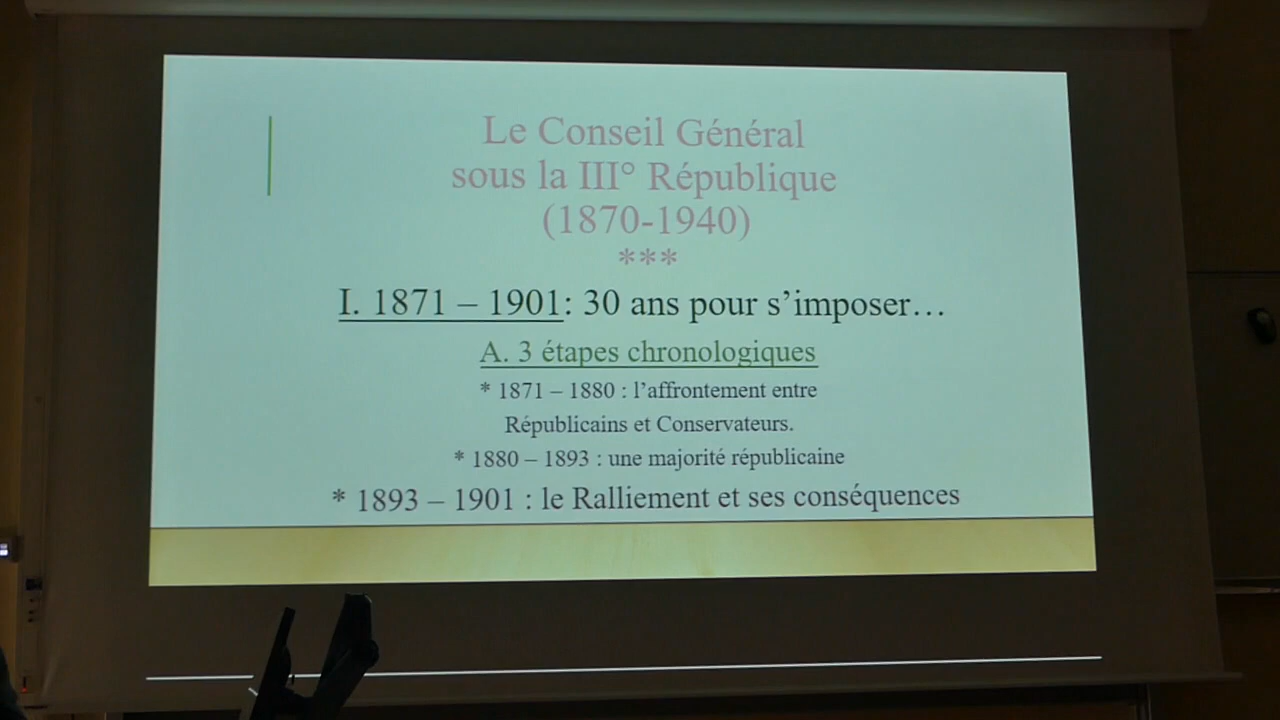 Le Conseil Général
sous la III° République
(1870-1940)
***
I. 1871 – 1901: 30 ans pour s’imposer…
A. 3 étapes chronologiques
* 1871 – 1880 : l’affrontement entre
Républicains et Conservateurs.
* 1880 – 1893 : une majorité républicaine
* 1893 – 1901 : le Ralliement et ses conséquences